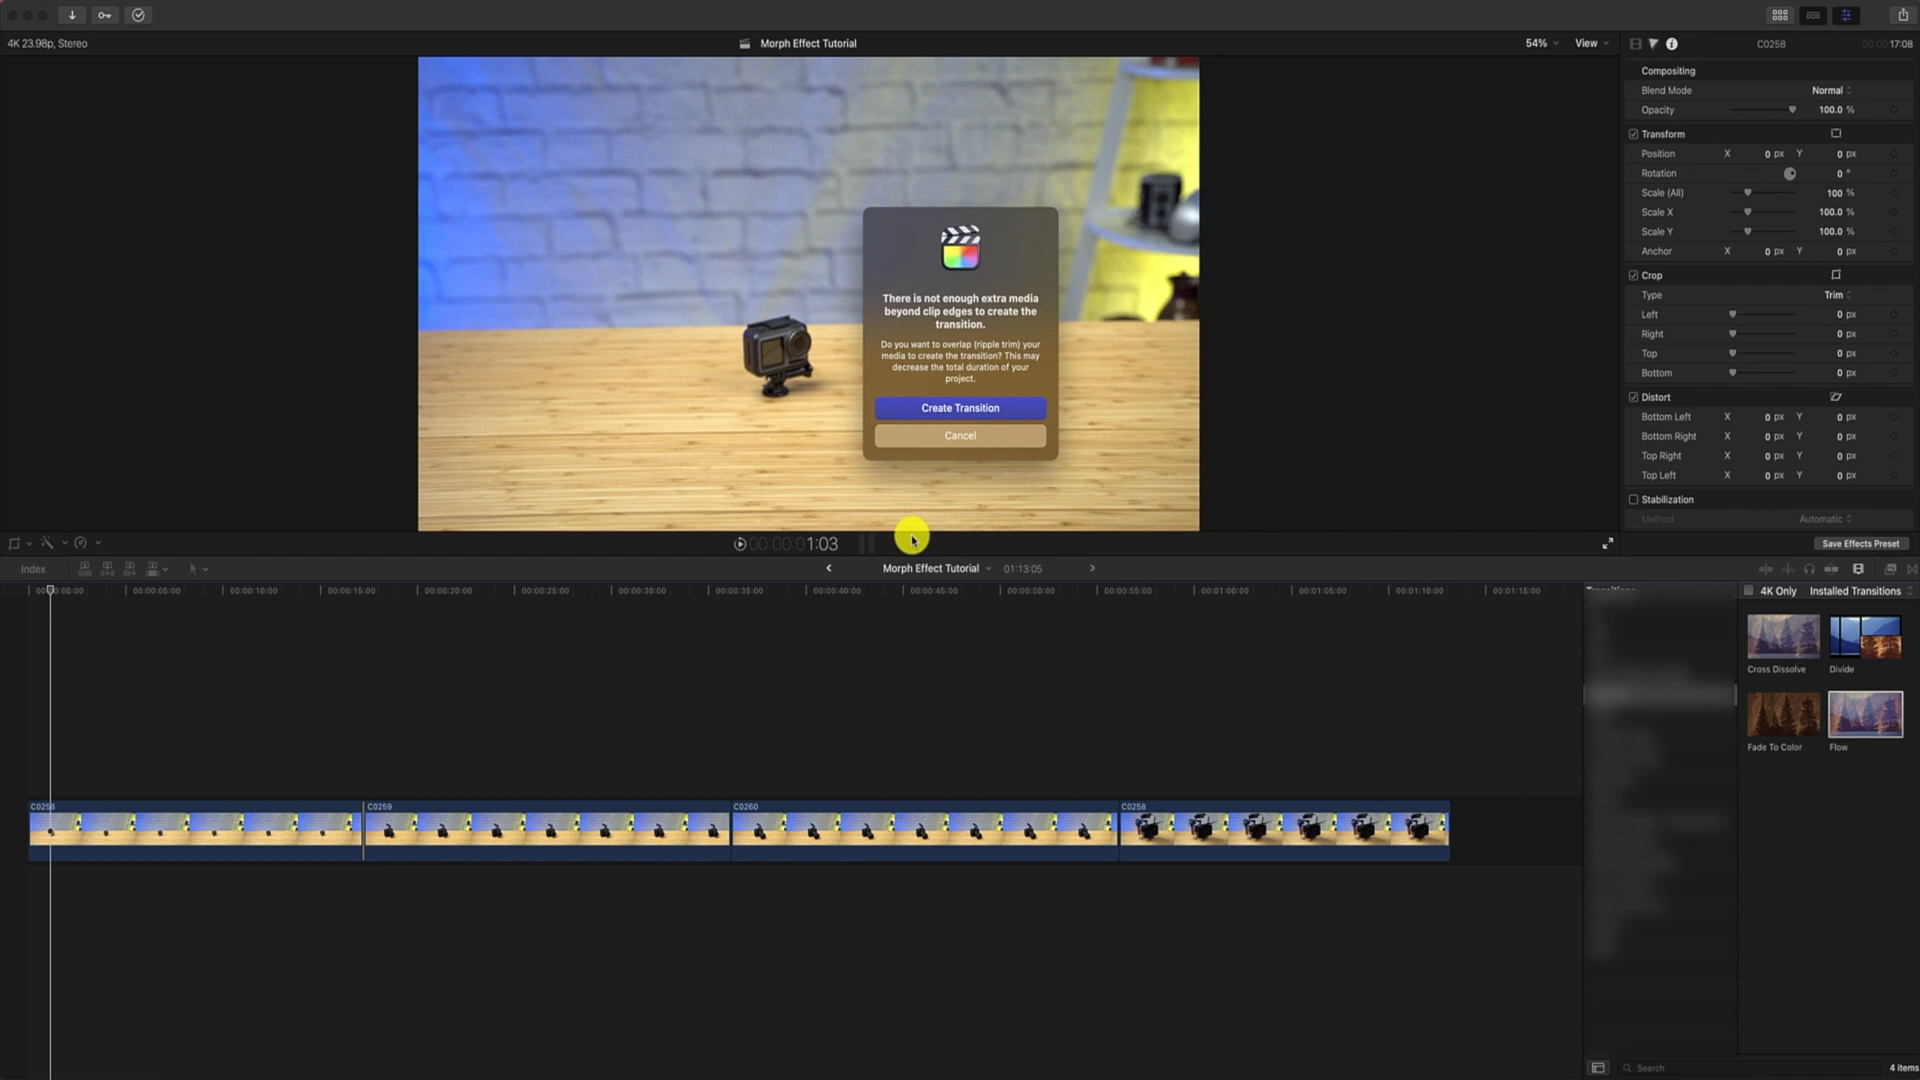 4K 23.98p, Stereo
Morph Effect Tutorial
54%
View
C0258
00:00:17:08
Compositing
Blend Mode
Normal
Opacity
100.0 %
Transform
Position
X
0 px
Y
0 px
Rotation
0 °
Scale (All)
100 %
Scale X
100.0 %
Scale Y
100.0 %
Anchor
X
0 px
Y
0 px
Crop
Type
Trim
Left
0 px
Right
0 px
Top
0 px
Bottom
0 px
Distort
Bottom Left
X
0 px
Y
0 px
Bottom Right
X
0 px
Y
0 px
Top Right
X
0 px
Y
0 px
Top Left
X
0 px
Y
0 px
Stabilization
Method
Automatic
Save Effects Preset
There is not enough extra media
beyond clip edges to create the
transition.
Do you want to overlap (ripple trim) your
media to create the transition? This may
decrease the total duration of your
project.
Create Transition
Cancel
00:00:01:03
Index
Morph Effect Tutorial
01:13:05
00:00:05:00
00:00:10:00
00:00:15:00
00:00:20:00
00:00:25:00
00:00:30:00
00:00:35:00
00:00:40:00
00:00:45:00
00:00:50:00
00:00:55:00
00:01:00:00
00:01:05:00
00:01:10:00
00:01:15:00
4K Only
Installed Transitions
Cross Dissolve
Divide
Fade To Color
Flow
C0258
C0259
C0260
C0258
Search
4 items